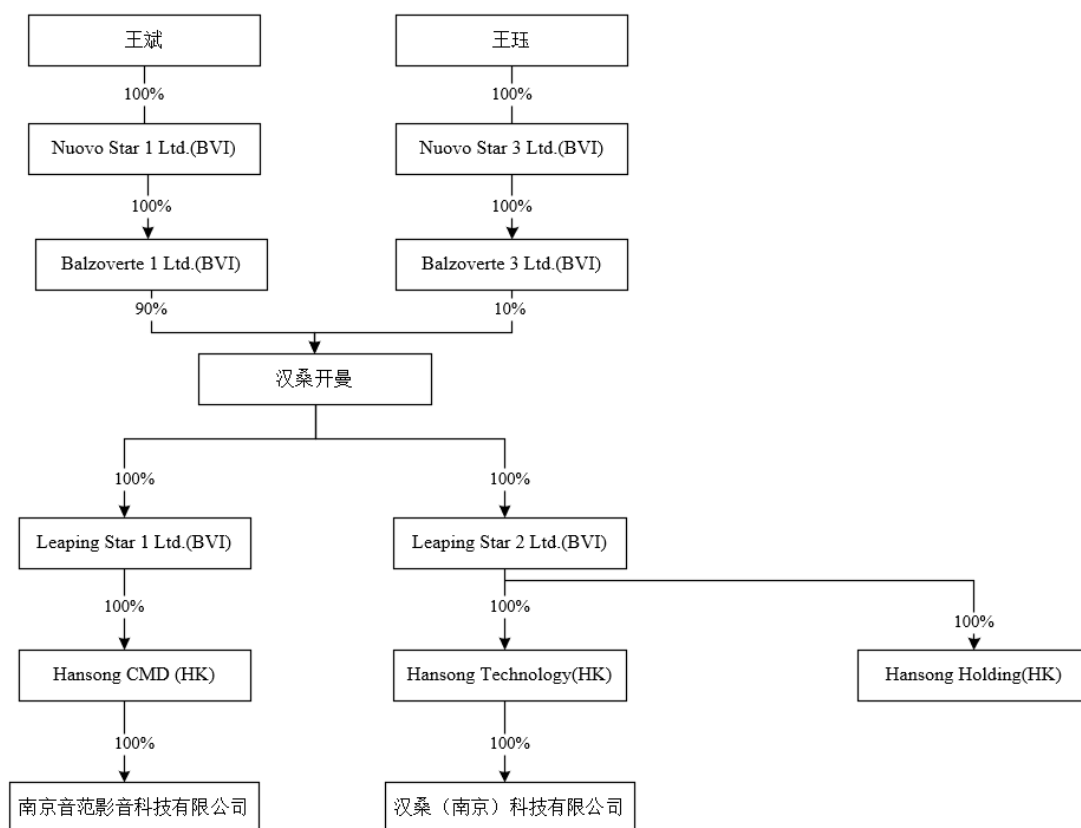 王斌
王珏
100%
100%
Nuovo Star 1 Ltd.(BVI)
Nuovo Star 3 Ltd.(BVI)
100%
100%
Balzoverte 1 Ltd.(BVI)
Balzoverte 3 Ltd.(BVI)
90%
10%
汉桑开曼
100%
100%
Leaping Star 1 Ltd.(BVI)
Leaping Star 2 Ltd.(BVI)
100%
100%
100%
Hansong CMD (HK)
Hansong Technology(HK)
Hansong Holding(HK)
100%
100%
南京音范影音科技有限公司
汉桑（南京）科技有限公司